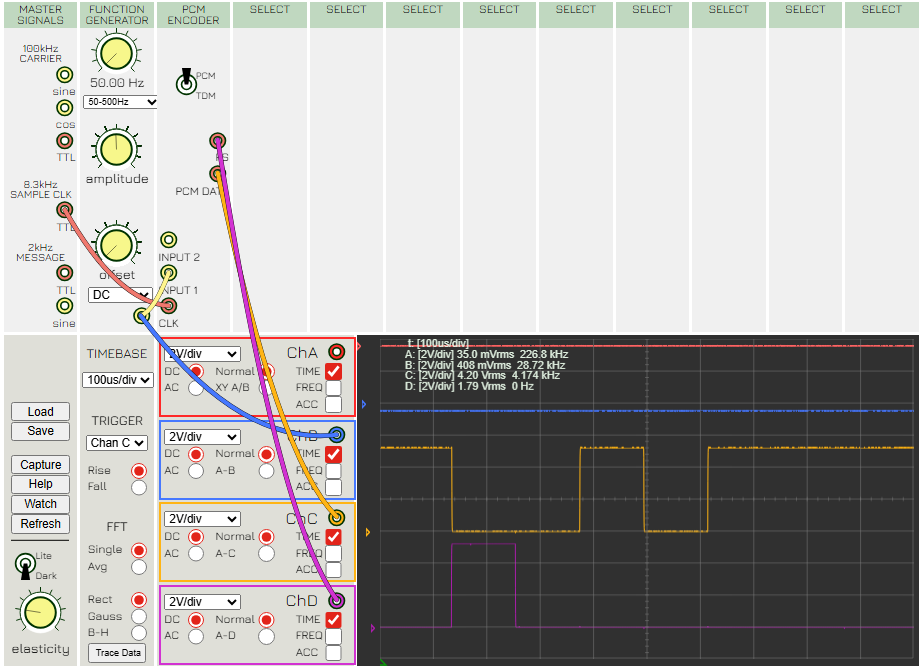 MASTER SIGNALS
FUNCTION GENERATOR
PCM ENCODER
SELECT
SELECT
SELECT
SELECT
SELECT
SELECT
SELECT
SELECT
SELECT
100kHz
CARRIER
sine
cos
TTL
8.3kHz
SAMPLE CLK
2kHz
MESSAGE
TTL
sine
50.00 Hz
50-500Hz
amplitude
offset
DC
PCM
TDM
FS
INPUT 2
CLK
Load
Save
Capture
Help
Watch
Refresh
Lite
Dark
elasticity
TIMEBASE
100us/div
TRIGGER
Chan C
Rise
Fall
FFT
Single
Avg
Rect
Gauss
B-H
Trace Data
2V/div
ChA
DC
Normal
TIME
AC
XY A/B
FREQ
ACC
2V/div
DC
Normal
TIME
AC
A-B
FREQ
ACC
2V/div
ChC
DC
Normal
TIME
AC
A-C
FREQ
ACC
2V/div
ChD
DC
Normal
TIME
AC
A-D
FREQ
ACC
t: [100us/div]
A: [2V/div] 35.0 mVrms 226.8 kHz
B: [2V/div] 408 mVrms 28.72 kHz
C: [2V/div] 4.20 Vrms 4.174 kHz
D: [2V/div] 1.79 Vrms 0 Hz